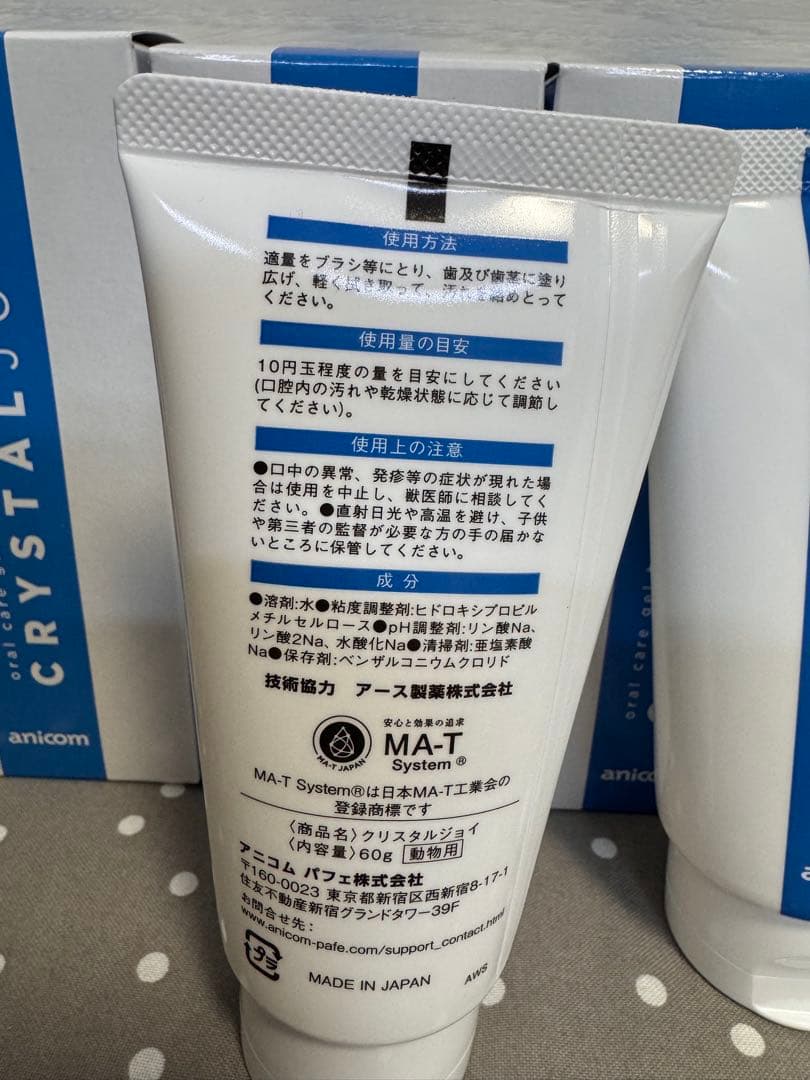 使用方法
適量をブラシ等にとり、歯及び歯茎に塗り
広げ、軽く拭き取って、汚れを絡めとって
ください。
使用量の目安
10円玉程度の量を目安にしてください
(口腔内の汚れや乾燥状態に応じて調節し
てください)。
使用上の注意
●口中の異常、発疹等の症状が現れた場
合は使用を中止し、獣医師に相談してく
ださい。●直射日光や高温を避け、子供
や第三者の監督が必要な方の手の届かな
いところに保管してください。
成分
●溶剤:水●粘度調整剤:ヒドロキシプロピル
メチルセルロース●pH調整剤:リン酸Na、
リン酸2Na、水酸化Na●清掃剤:亜塩素酸
Na●保存剤:ベンザルコニウムクロリド
技術協力 アース製薬株式会社
安心と効果の追求
MA-T
System®
MA-T JAPAN
MA-T System®は日本MA-T工業会の
登録商標です
〈商品名〉クリスタルジョイ
〈内容量〉60g 動物用
アニコム パフェ株式会社
〒160-0023 東京都新宿区西新宿8-17-1
住友不動産新宿グランドタワー39F
お問合せ先：
www.anicom-pafe.com/support_contact.html
プラ
MADE IN JAPAN
AWS
oral care g
CRYSTALJO
anicom
oral care gel
anico